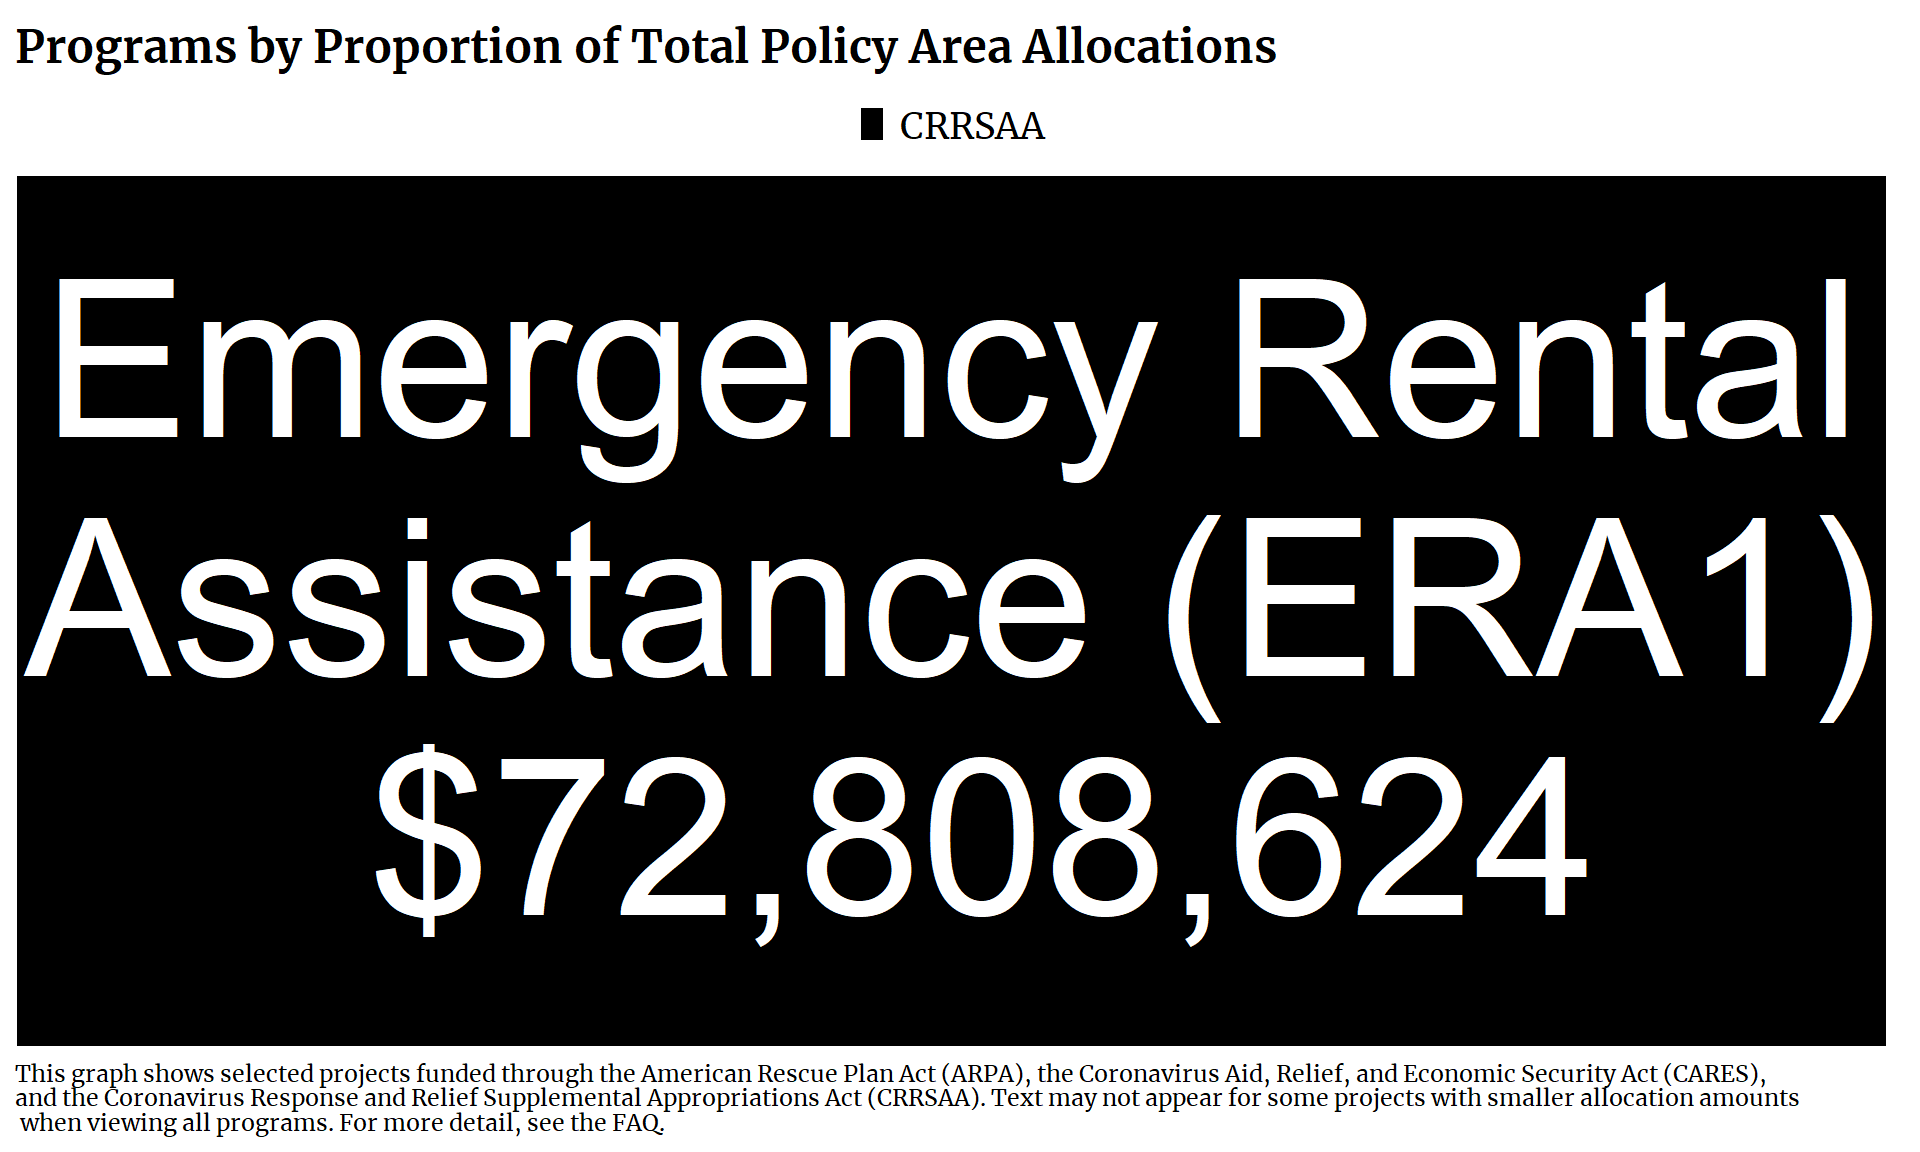 Programs by Proportion of Total Policy Area Allocations
CRRSAA
Emergency Rental
Assistance (ERA1)
$72,808,624
This graph shows selected projects funded through the American Rescue Plan Act (ARPA), the Coronavirus Aid, Relief, and Economic Security Act (CARES),
and the Coronavirus Response and Relief Supplemental Appropriations Act (CRRSAA). Text may not appear for some projects with smaller allocation amounts
when viewing all programs. For more detail, see the FAQ.